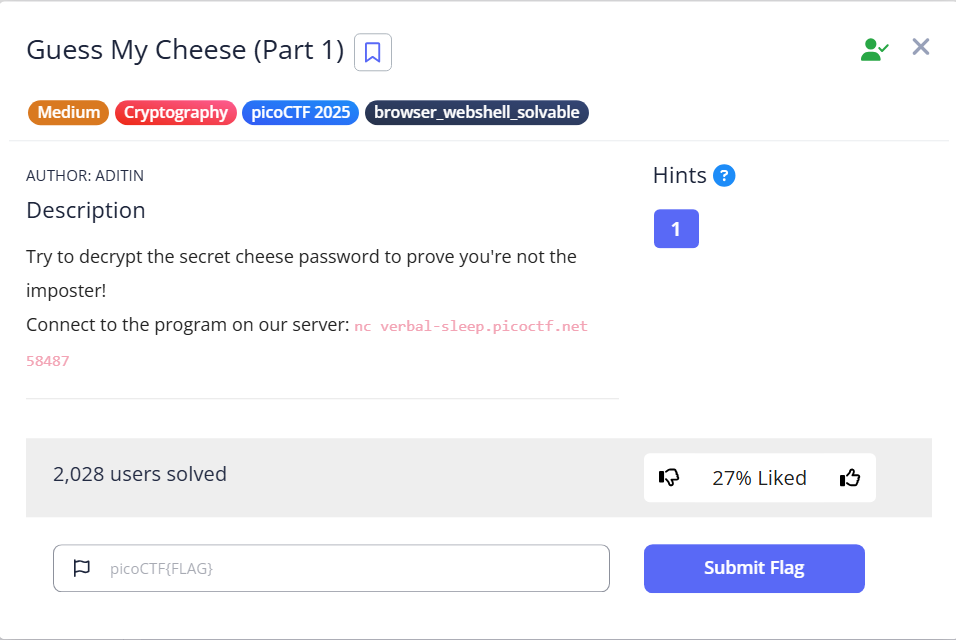 Guess My Cheese (Part 1)
Medium Cryptography picoCTF 2025 browser_webshell_solvable
AUTHOR: ADITIN
Description
Try to decrypt the secret cheese password to prove you're not the
imposter!
Connect to the program on our server: nc verbal-sleep.picoctf.net
58487
Hints ?
1
2,028 users solved
27% Liked
picoCTF{FLAG}
Submit Flag